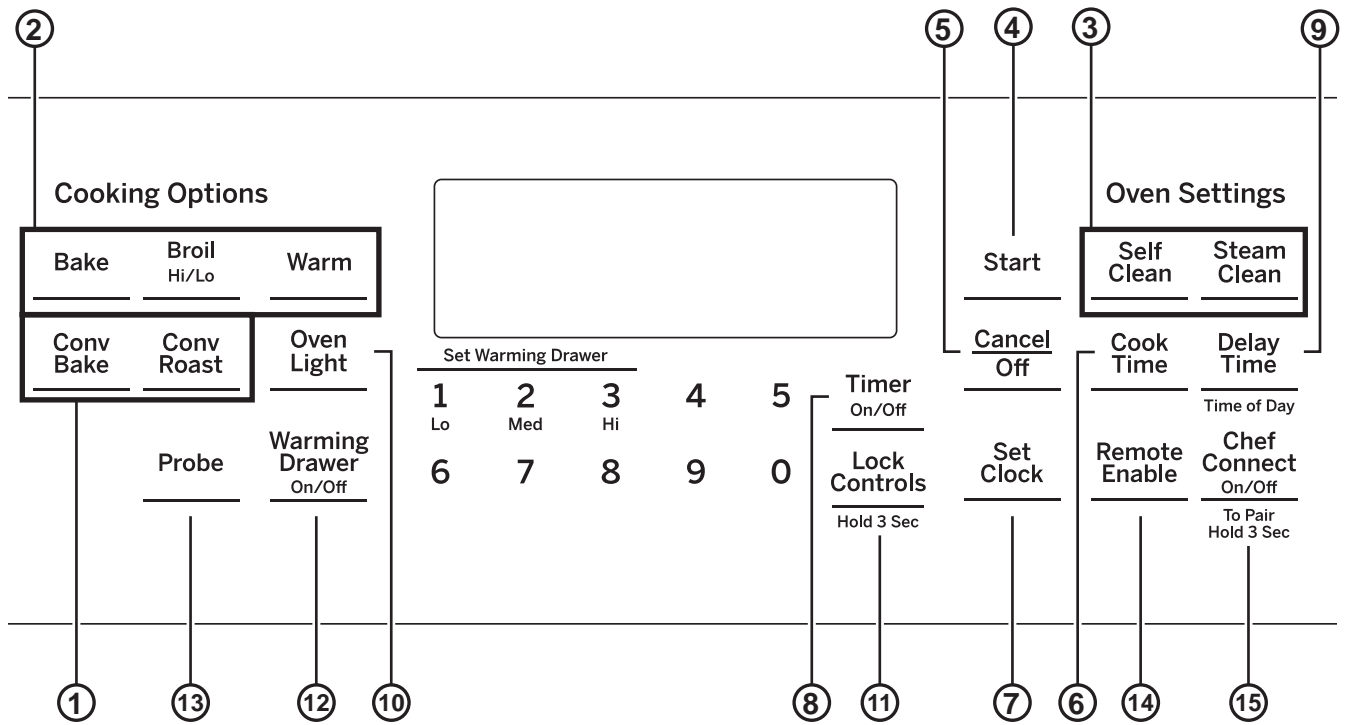 2
5
4
3
9
Cooking Options
Oven Settings
Bake
Broil
Hi/Lo
Warm
Start
Self
Clean
Steam
Clean
Conv
Bake
Conv
Roast
Oven
Light
Set Warming Drawer
1 2 3 4 5
Lo Med Hi
6 7 8 9 0
Timer
On/Off
Cancel
Off
Cook
Time
Delay
Time
Time of Day
Probe
Warming
Drawer
On/Off
Lock
Controls
Hold 3 Sec
Set
Clock
Remote
Enable
Chef
Connect
On/Off
To Pair
Hold 3 Sec
1
13
12
10
8
11
7
6
14
15